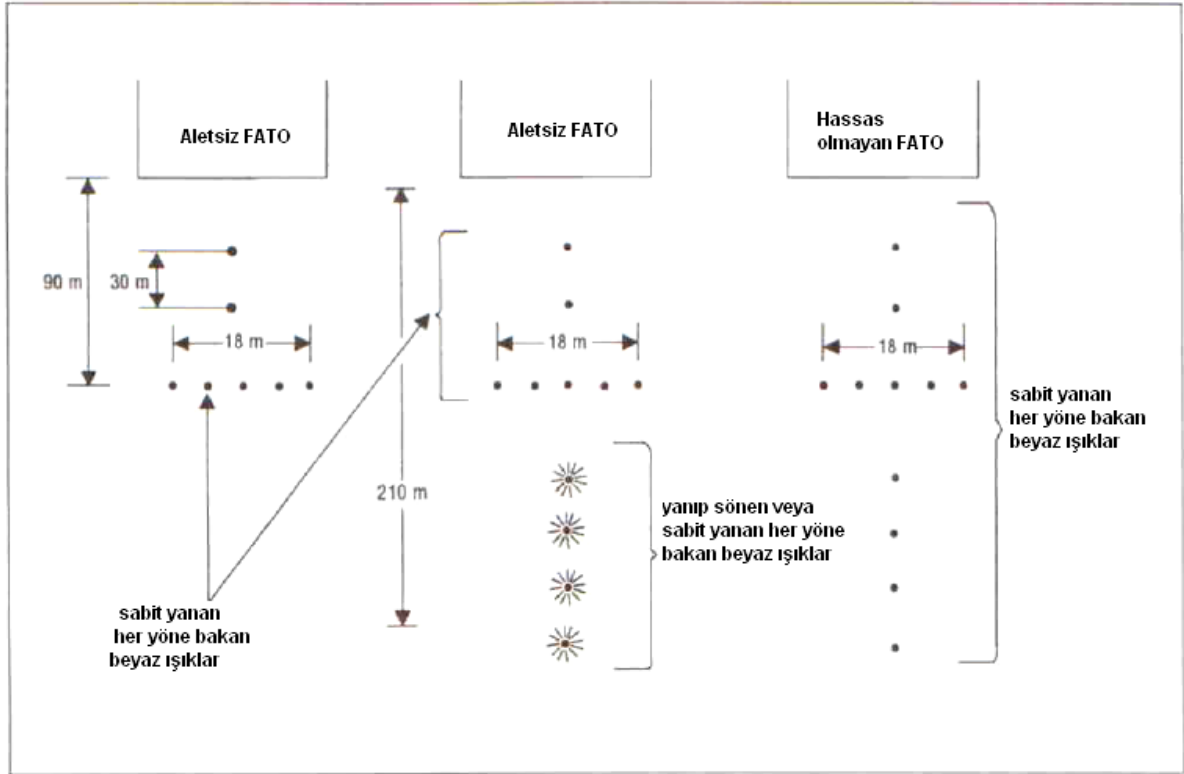 Aletsiz FATO
Aletsiz FATO
Hassas
olmayan FATO
90 m
30 m
18 m
18 m
18 m
210 m
sabit yanan
her yöne bakan
beyaz ışıklar
yanıp sönen veya
sabit yanan her yöne
bakan beyaz ışıklar
sabit yanan
her yöne bakan
beyaz ışıklar